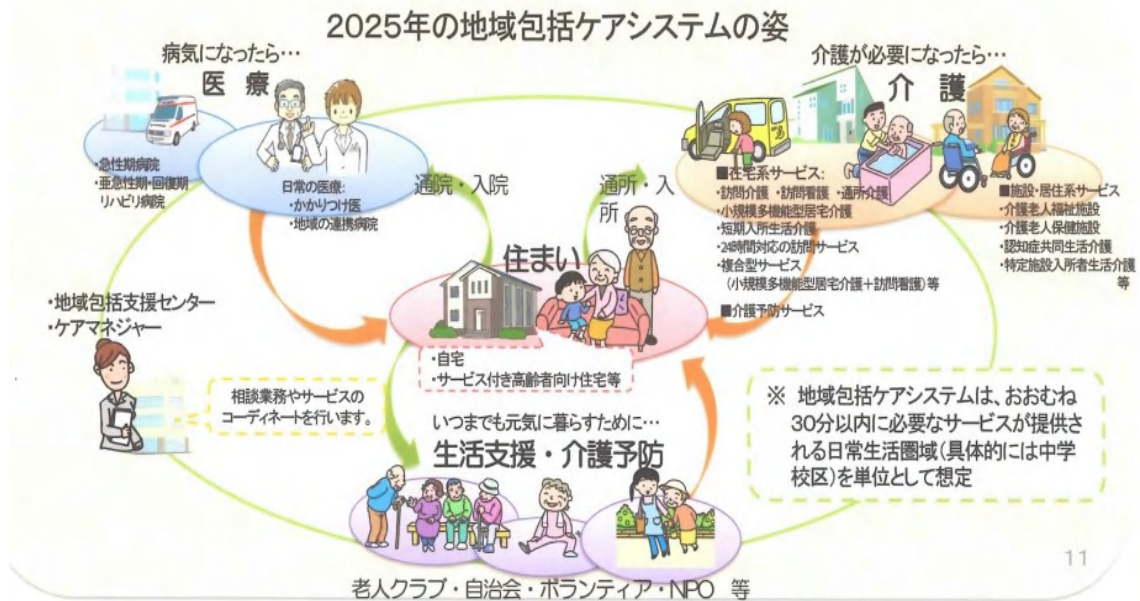 2025年の地域包括ケアシステムの姿
病気になったら…
医 療
・急性期病院
・亜急性期・回復期
リハビリ病院
日常の医療:
・かかりつけ医
・地域の連携病院
通院・入院
通所・入
所
介護が必要になったら…
介 護
■在宅系サービス:
・訪問介護 ・訪問看護 ・通所介護
・小規模多機能型居宅介護
・短期入所生活介護
・24時間対応の訪問サービス
・複合型サービス
(小規模多機能型居宅介護+訪問看護)等
■介護予防サービス
■施設・居住系サービス
・介護老人福祉施設
・介護老人保健施設
・認知症共同生活介護
・特定施設入所者生活介護
等
住まい
・自宅
・サービス付き高齢者向け住宅等
・地域包括支援センター
・ケアマネジャー
相談業務やサービスの
コーディネートを行います。
いつまでも元気に暮らすために…
生活支援・介護予防
老人クラブ・自治会・ボランティア・NPO 等
※ 地域包括ケアシステムは、おおむね
30分以内に必要なサービスが提供さ
れる日常生活圏域(具体的には中学
校区)を単位として想定
11